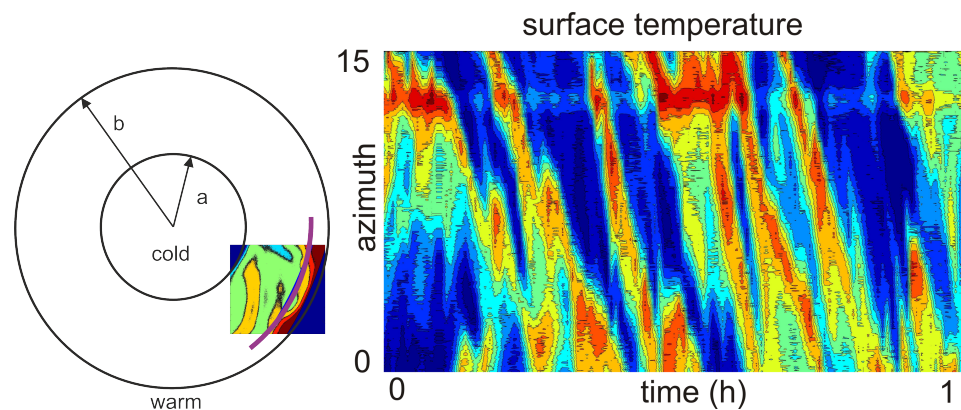 surface temperature
15
b
a
azimuth
cold
0
0
time (h)
1
warm